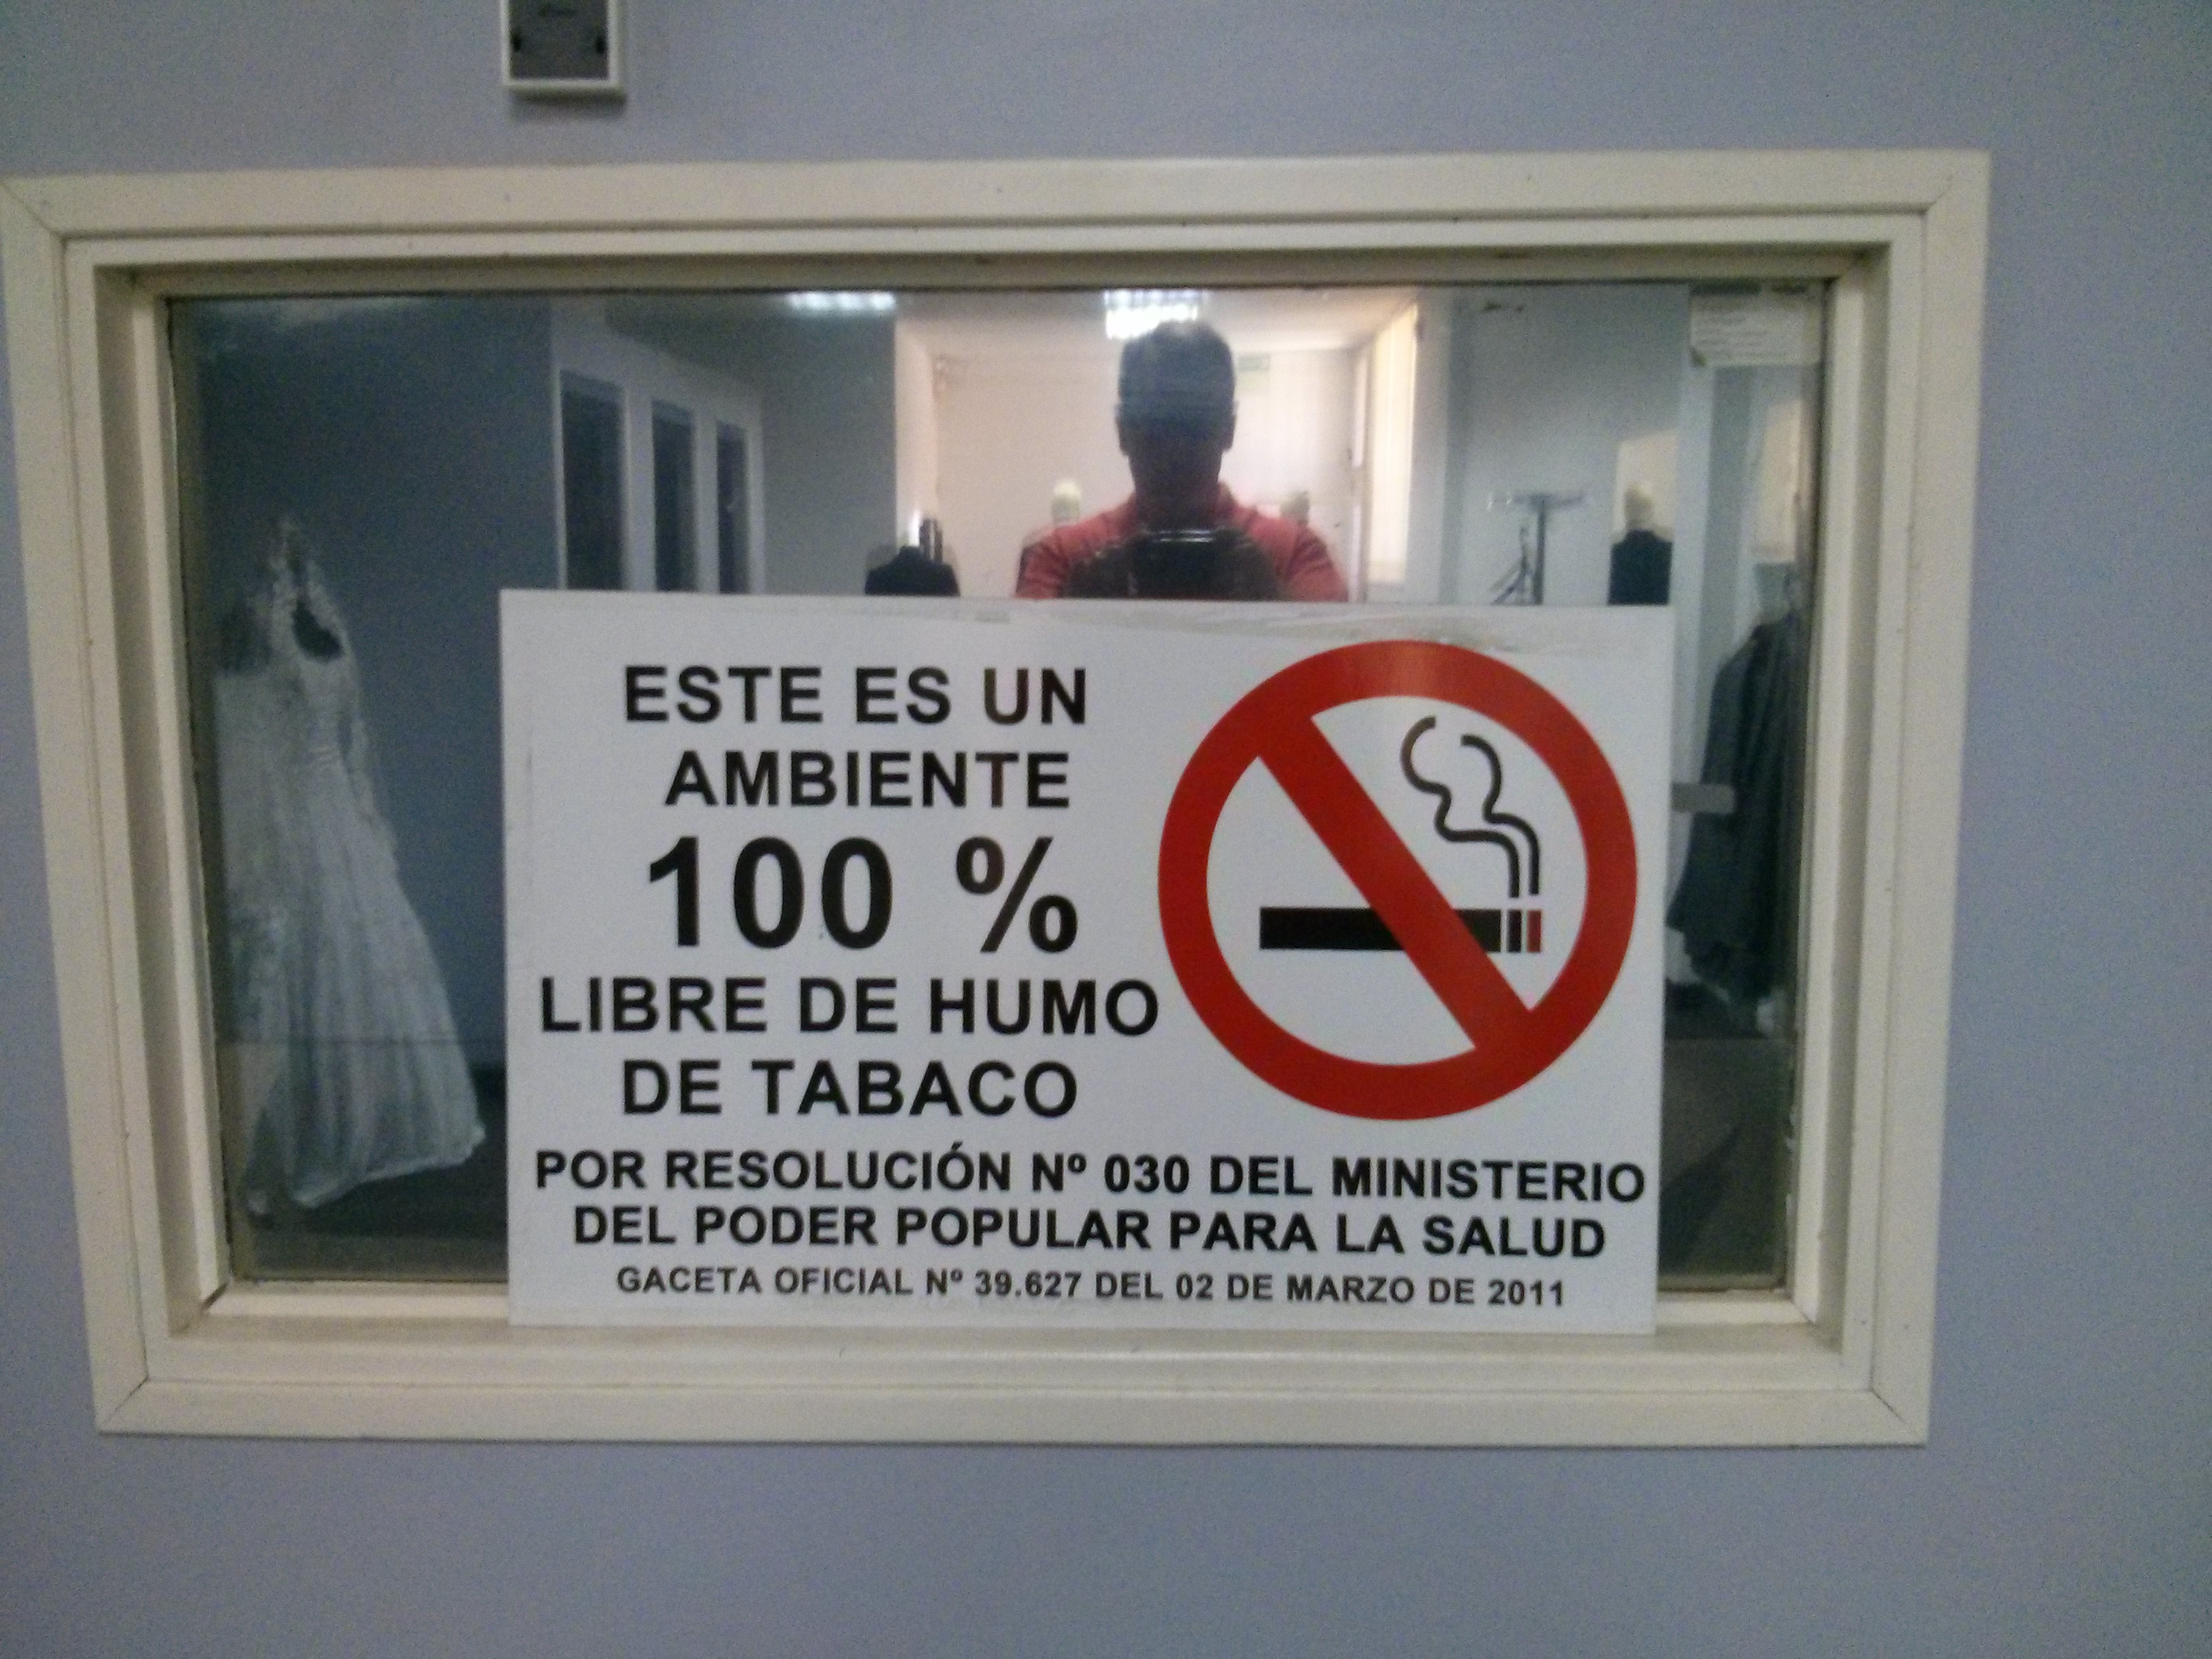 ESTE ES UN
AMBIENTE
100 %
LIBRE DE HUMO
DE TABACO
POR RESOLUCIÓN Nº 030 DEL MINISTERIO
DEL PODER POPULAR PARA LA SALUD
GACETA OFICIAL Nº 39.627 DEL 02 DE MARZO DE 2011